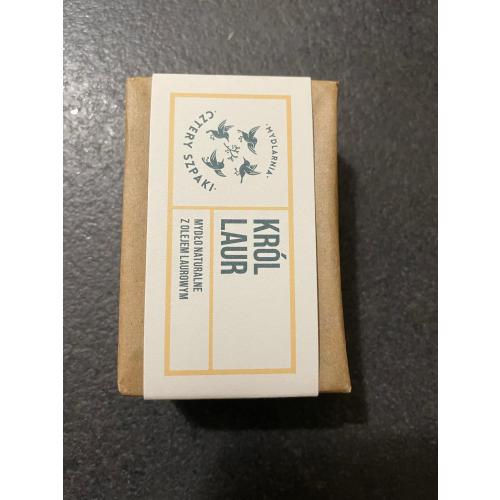 ·MYDLARNIA·
CZTERY SZPAKI
KRÓL
LAUR
MYDŁO NATURALNE
Z OLEJEM LAUROWYM